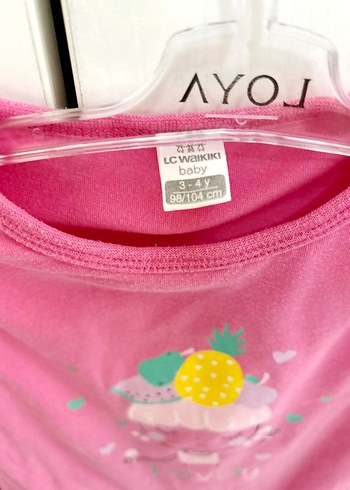 LC WAIKIKI
baby
3 - 4 y
98/104 cm